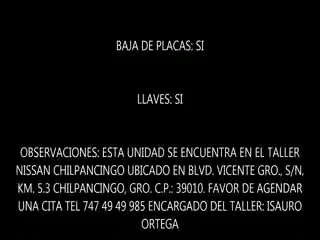 BAJA DE PLACAS: SI
LLAVES: SI
OBSERVACIONES: ESTA UNIDAD SE ENCUENTRA EN EL TALLER
NISSAN CHILPANCINGO UBICADO EN BLVD. VICENTE GRO., S/N,
KM. 5.3 CHILPANCINGO, GRO. C.P.: 39010. FAVOR DE AGENDAR
UNA CITA TEL 747 49 49 985 ENCARGADO DEL TALLER: ISAURO
ORTEGA